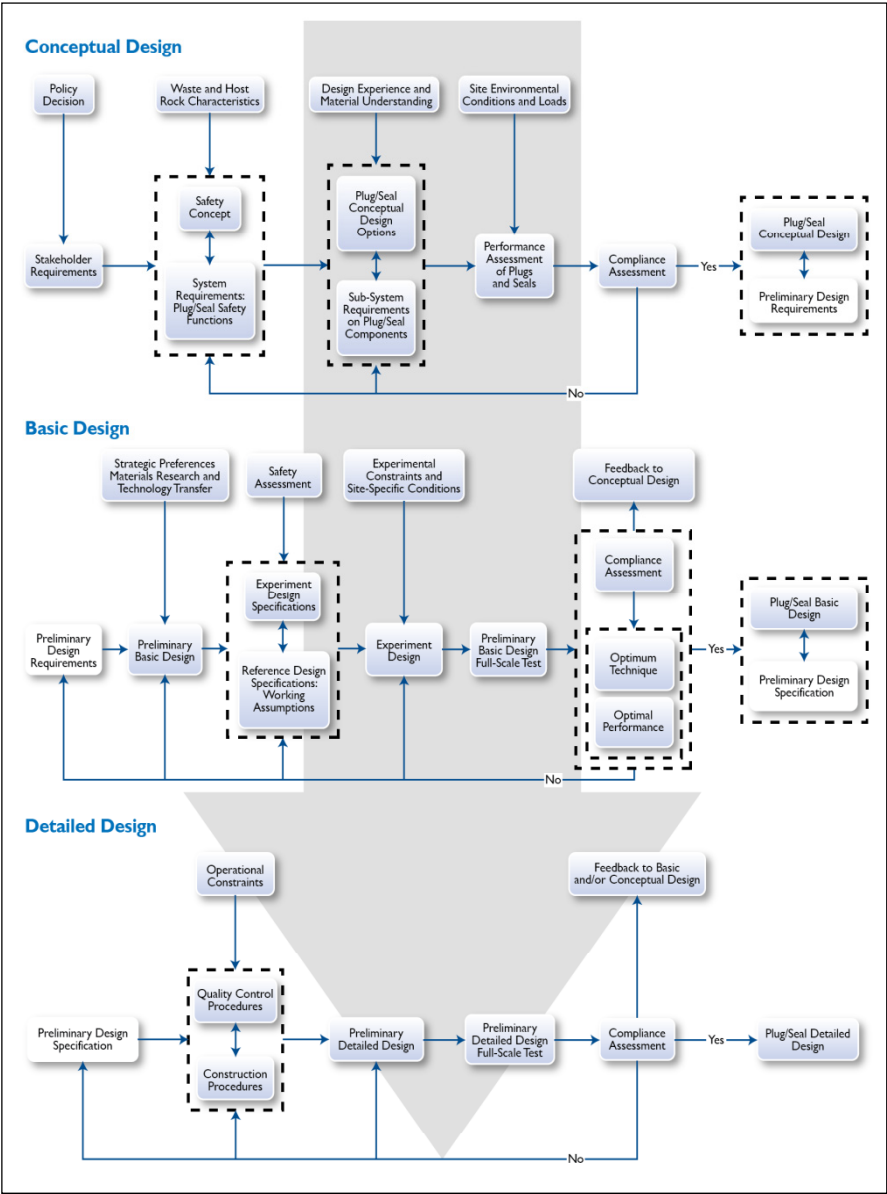 Conceptual Design
Policy
Decision
Waste and Host
Rock Characteristics
Design Experience and
Material Understanding
Site Environmental
Conditions and Loads
Safety
Concept
Plug/Seal
Conceptual
Design
Options
Plug/Seal
Conceptual Design
Stakeholder
Requirements
System
Requirements:
Plug/Seal Safety
Functions
Sub-System
Requirements
on Plug/Seal
Components
Performance
Assessment
of Plugs
and Seals
Compliance
Assessment
Yes
Preliminary Design
Requirements
No
Basic Design
Strategic Preferences
Materials Research and
Technology Transfer
Safety
Assessment
Experimental
Constraints and
Site-Specific Conditions
Feedback to
Conceptual Design
Compliance
Assessment
Experiment
Design
Specifications
Plug/Seal Basic
Design
Preliminary
Design
Requirements
Preliminary
Basic Design
Reference Design
Specifications:
Working
Assumptions
Experiment
Design
Preliminary
Basic Design
Full-Scale Test
Optimum
Technique
Yes
Preliminary Design
Specification
Optimal
Performance
No
Detailed Design
Operational
Constraints
Feedback to Basic
and/or Conceptual Design
Quality Control
Procedures
Preliminary Design
Specification
Construction
Procedures
Preliminary
Detailed Design
Preliminary
Detailed Design
Full-Scale Test
Compliance
Assessment
Yes
Plug/Seal Detailed
Design
No